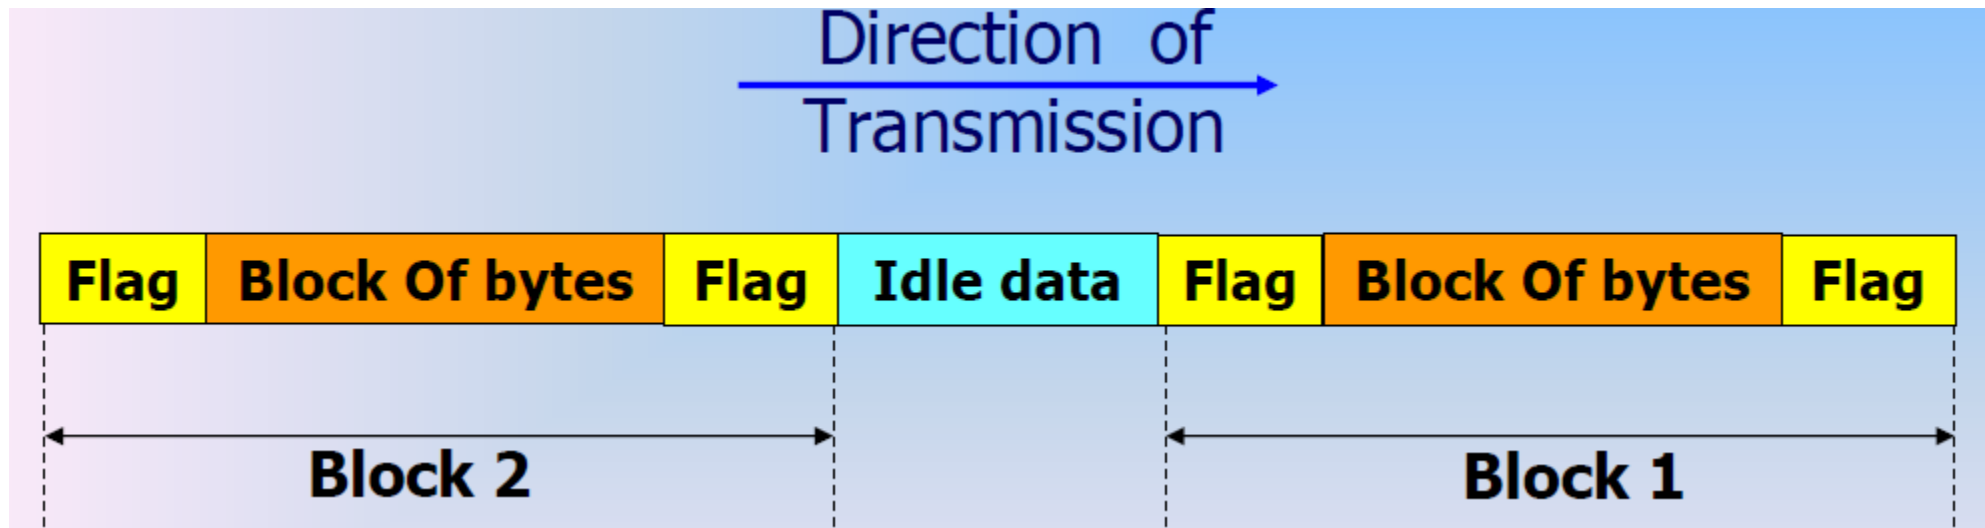 Direction of
Transmission
Flag Block Of bytes Flag Idle data Flag Block Of bytes Flag
Block 2 Block 1